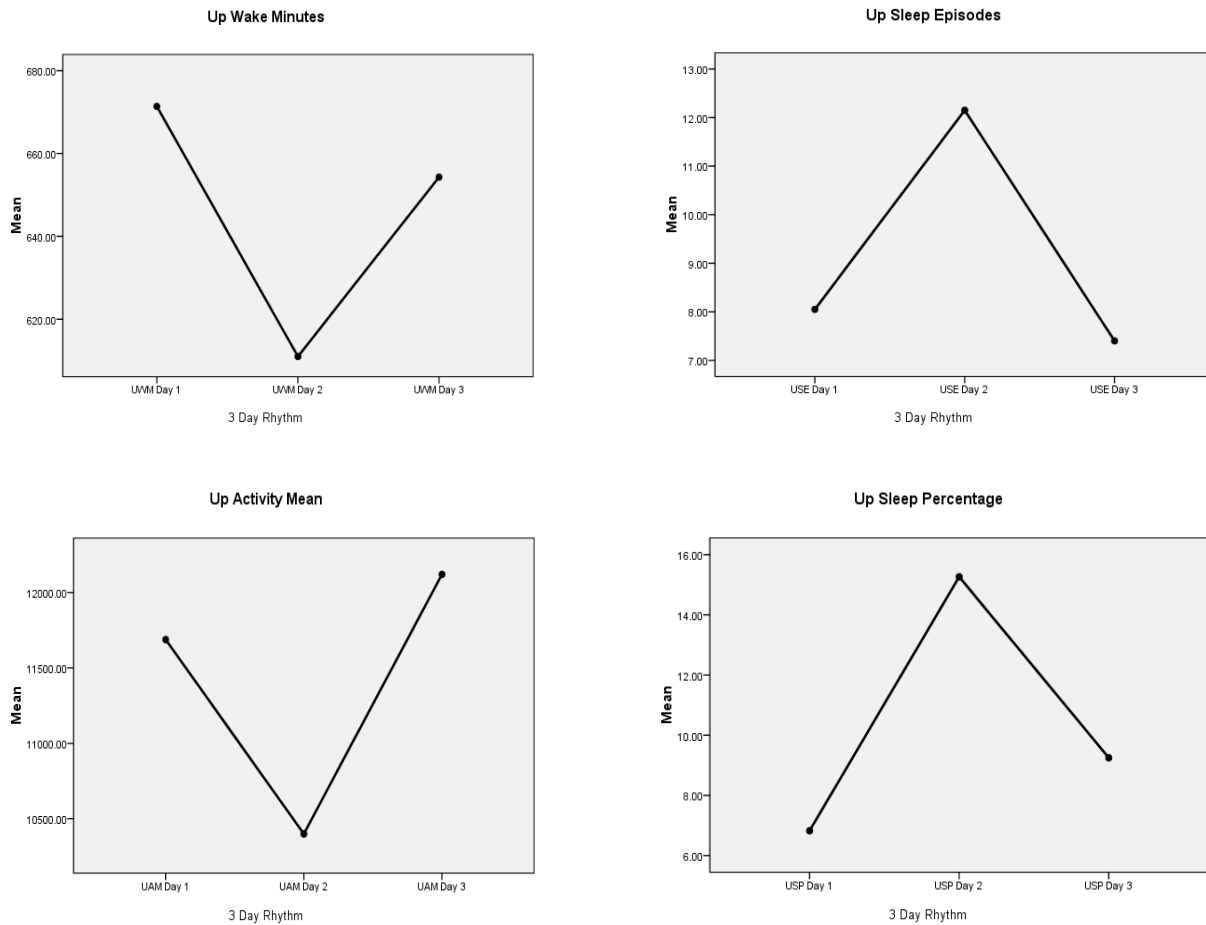 Up Wake Minutes
680.00
660.00
640.00
620.00
Mean
UWM Day 1 UWM Day 2 UWM Day 3
3 Day Rhythm
Up Sleep Episodes
13.00
12.00
11.00
10.00
9.00
8.00
7.00
Mean
USE Day 1 USE Day 2 USE Day 3
3 Day Rhythm
Up Activity Mean
12000.00
11500.00
11000.00
10500.00
Mean
UAM Day 1 UAM Day 2 UAM Day 3
3 Day Rhythm
Up Sleep Percentage
16.00
14.00
12.00
10.00
8.00
6.00
Mean
USP Day 1 USP Day 2 USP Day 3
3 Day Rhythm